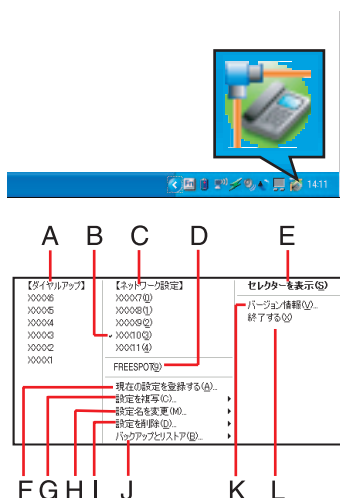 Fn
14:11
A B C D E
【ダイヤルアップ】
XXXX6
XXXX5
XXXX4
XXXX3
XXXX2
XXXX1
【ネットワーク設定】
XXXX7(0)
XXXX8(1)
XXXX9(2)
✓ XXXX10(3)
XXXX11(4)
FREESPOT(9)
現在の設定を登録する(A)...
設定を複写(C)...
設定名を変更(M)...
設定を削除(D)...
バックアップとリストア(B)...
セレクターを表示(S)
バージョン情報(V)...
終了する(X)
F G H I J K L